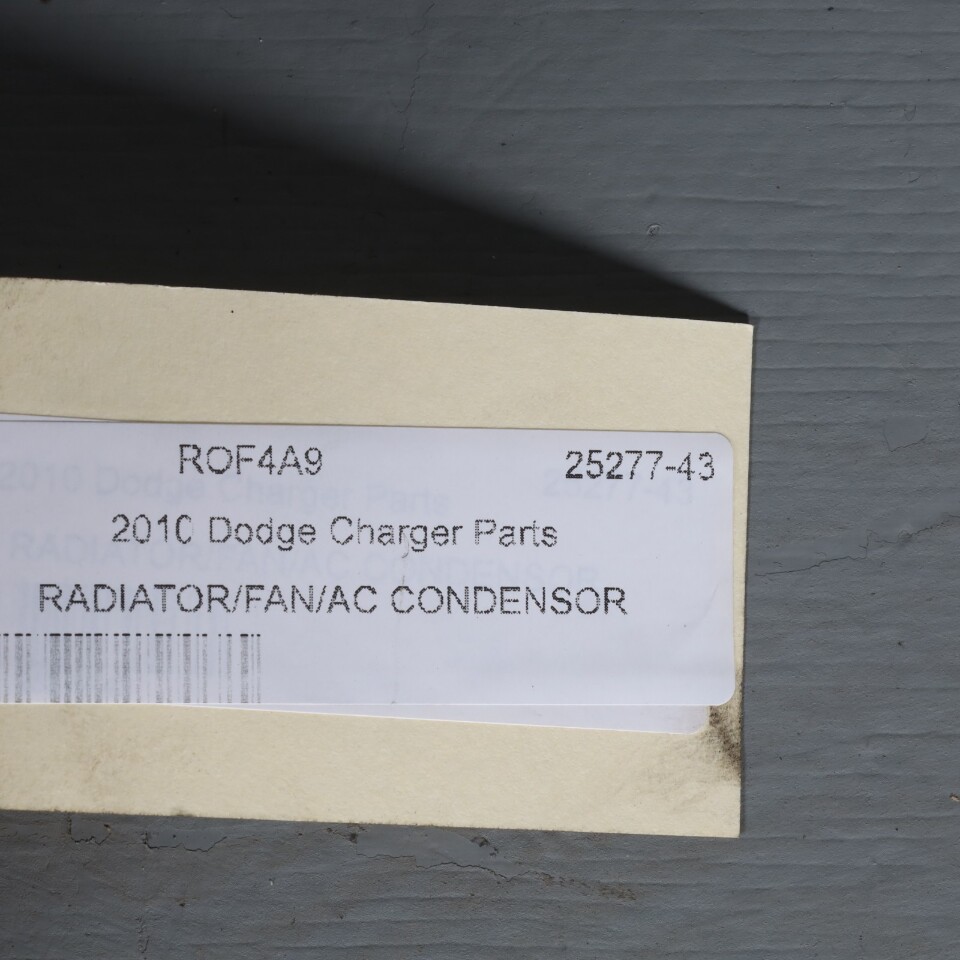 ROF4A9 25277-43
2010 Dodge Charger Parts
RADIATOR/FAN/AC CONDENSOR